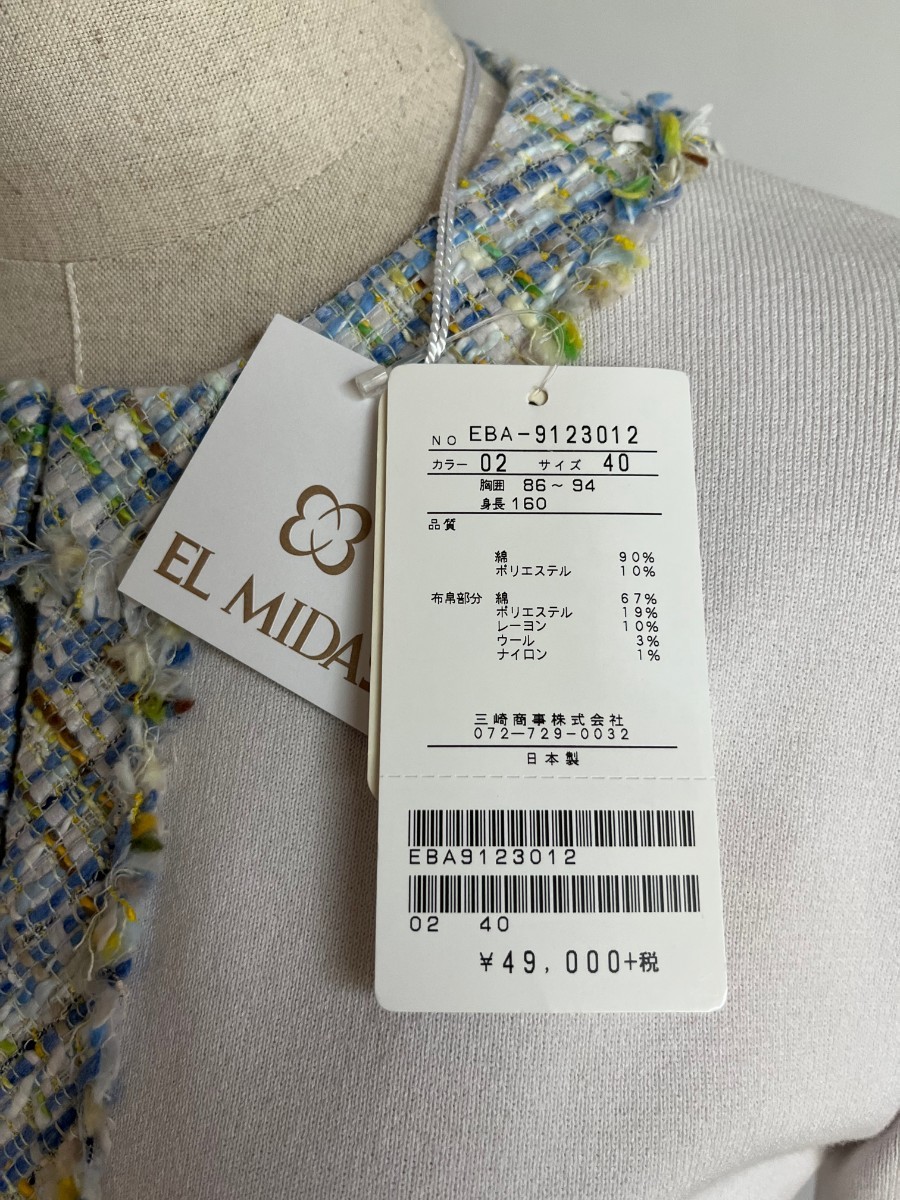 EL MIDAS
NO EBA-9123012
カラー 02 サイズ 40
胸囲 86～94
身長 160
品質
綿 90%
ポリエステル 10%
布帛部分 綿 67%
ポリエステル 19%
レーヨン 10%
ウール 3%
ナイロン 1%
三崎商事株式会社
072-729-0032
日本製
EBA9123012
02 40
¥49,000+税